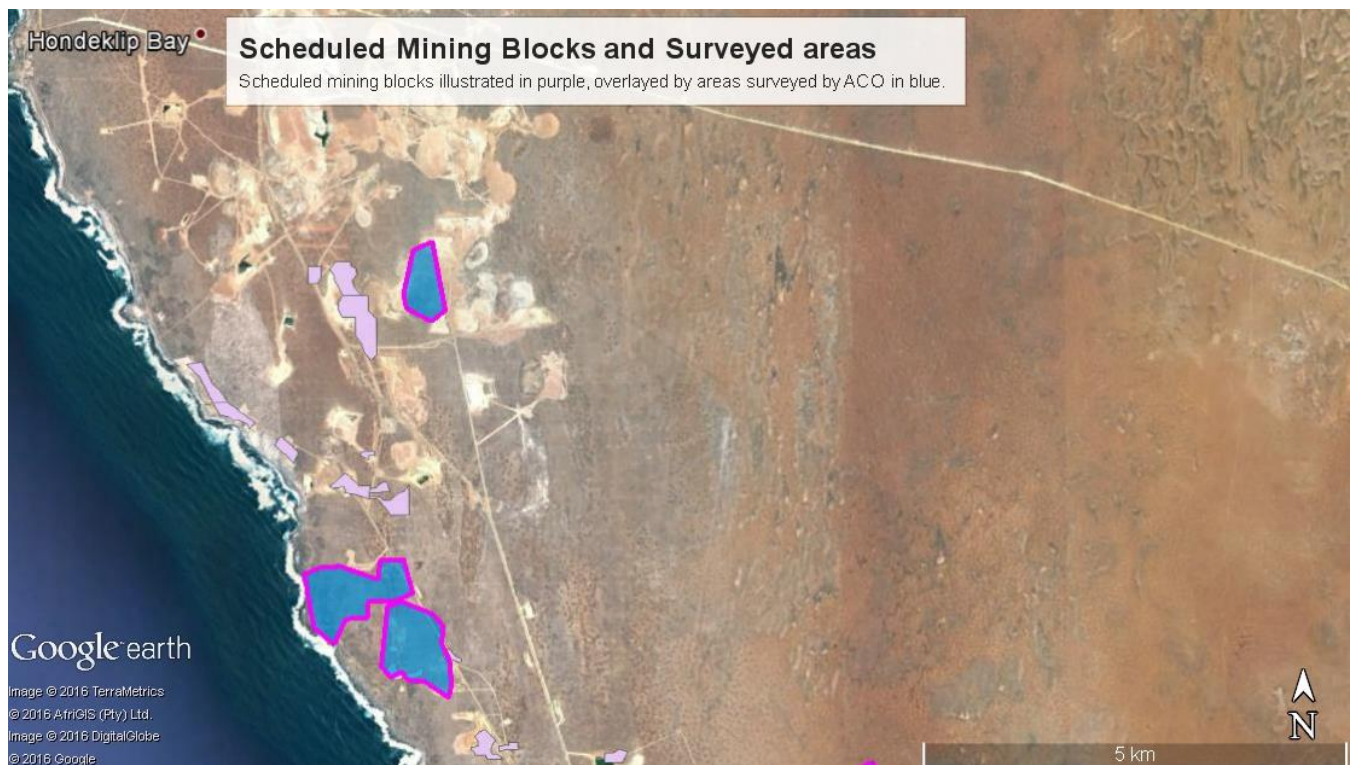 Hondeklip Bay
Scheduled Mining Blocks and Surveyed areas
Scheduled mining blocks illustrated in purple, overlayed by areas surveyed by ACO in blue.
Google earth
Image © 2016 TerraMetrics
© 2016 AfriGIS (Pty) Ltd.
Image © 2016 DigitalGlobe
© 2016 Google
N
5 km